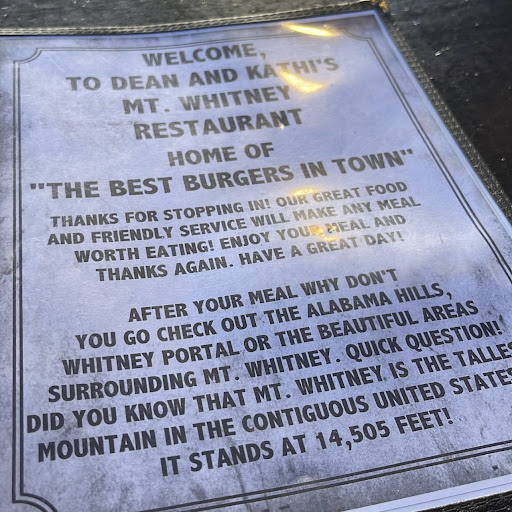 WELCOME,
TO DEAN AND KATHI'S
MT. WHITNEY
RESTAURANT
HOME OF
"THE BEST BURGERS IN TOWN"
THANKS FOR STOPPING IN! OUR GREAT FOOD
AND FRIENDLY SERVICE WILL MAKE ANY MEAL
WORTH EATING! ENJOY YOUR MEAL AND
THANKS AGAIN. HAVE A GREAT DAY!
AFTER YOUR MEAL WHY DON'T
YOU GO CHECK OUT THE ALABAMA HILLS,
WHITNEY PORTAL OR THE BEAUTIFUL AREAS
SURROUNDING MT. WHITNEY. QUICK QUESTION!
DID YOU KNOW THAT MT. WHITNEY IS THE TALLES
MOUNTAIN IN THE CONTIGUOUS UNITED STATES
IT STANDS AT 14,505 FEET!